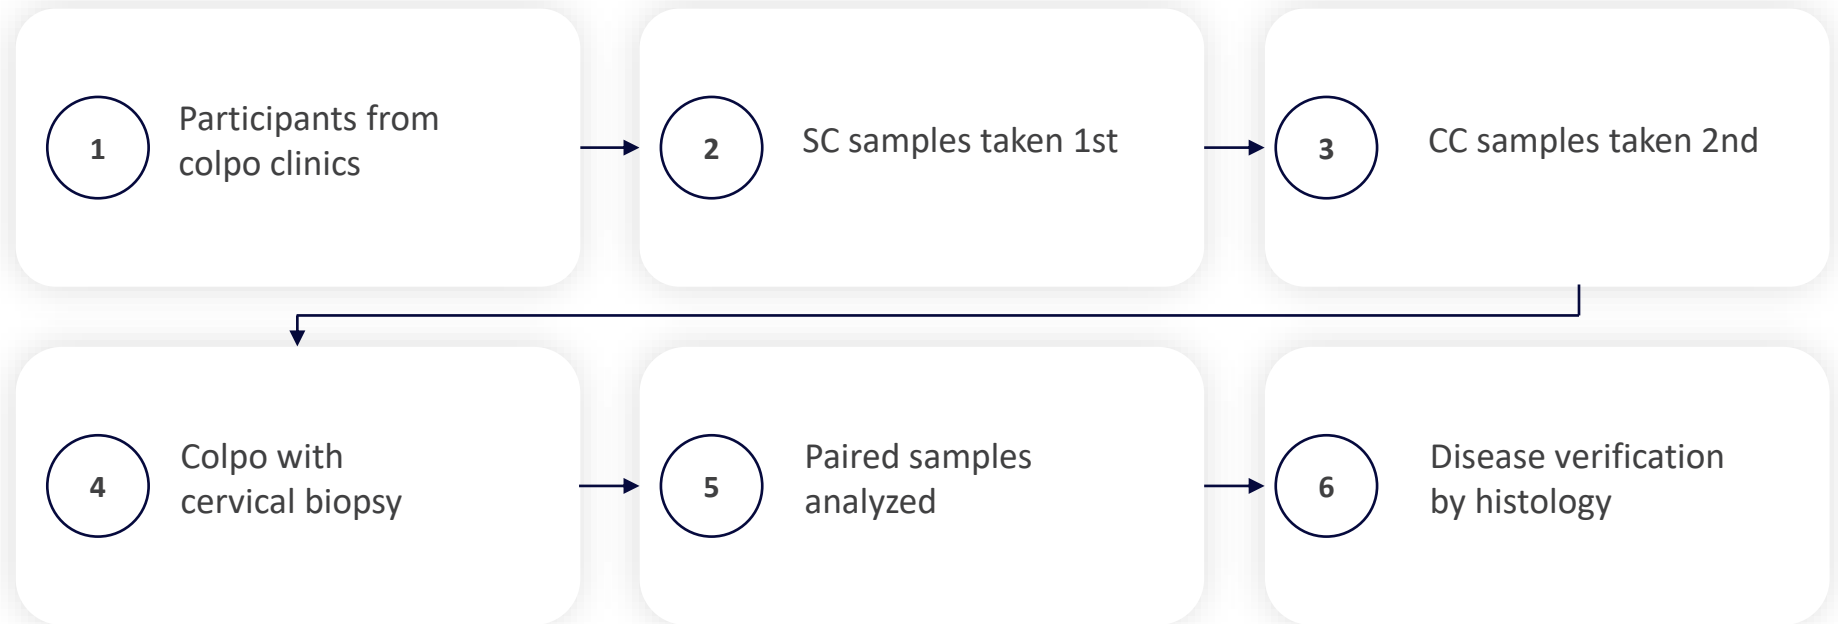 1
Participants from
colpo clinics
2
SC samples taken 1st
3
CC samples taken 2nd
4
Colpo with
cervical biopsy
5
Paired samples
analyzed
6
Disease verification
by histology